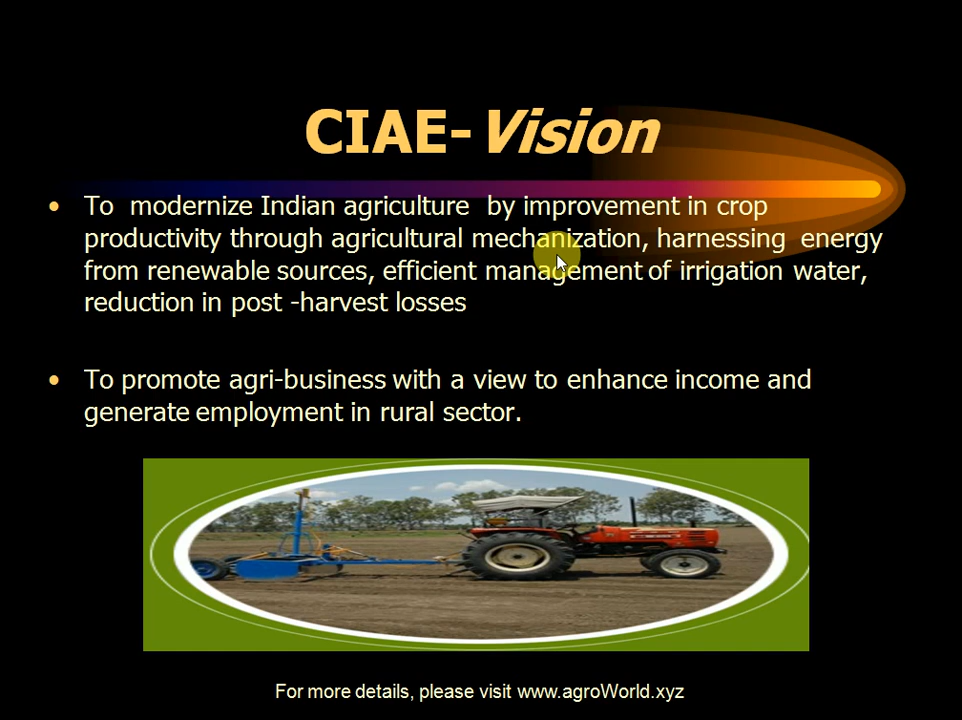 CIAE-Vision
• To  modernize Indian agriculture  by improvement in crop
productivity through agricultural mechanization, harnessing  energy
from renewable sources, efficient management of irrigation water,
reduction in post -harvest losses
• To promote agri-business with a view to enhance income and
generate employment in rural sector.
For more details, please visit www.agroWorld.xyz